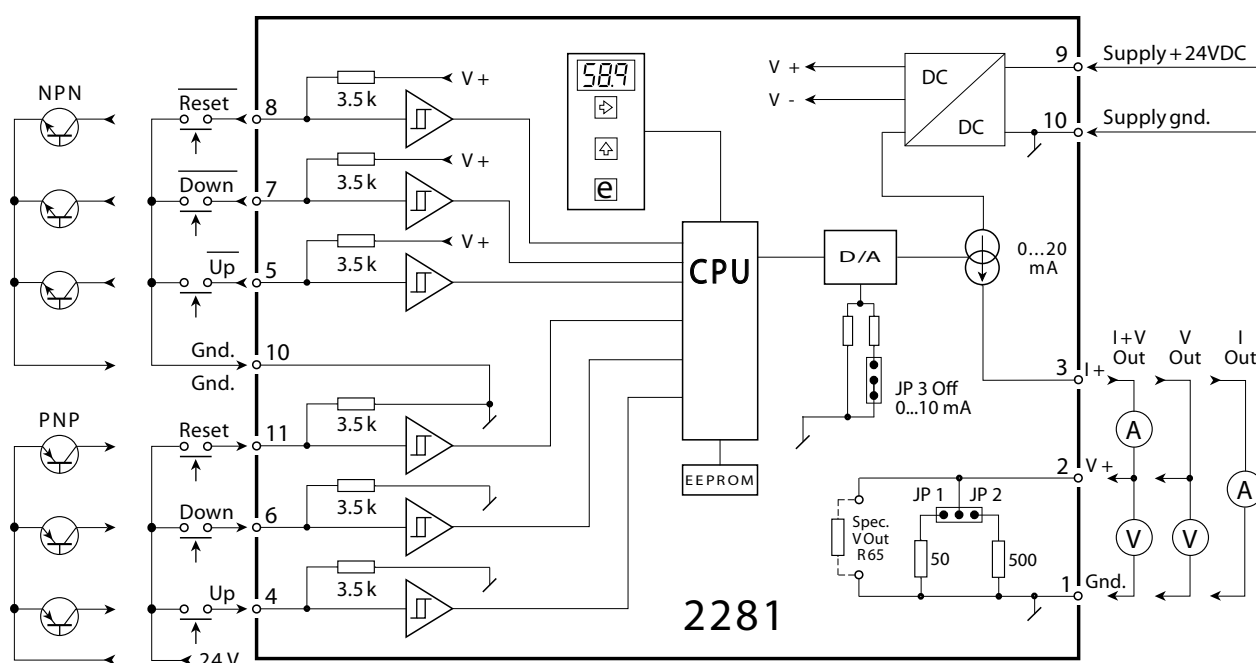 NPN
Reset
8
3.5 k
V +
Down
7
3.5 k
V +
Up
5
3.5 k
V +
Gnd.
10
Gnd.
PNP
Reset
11
3.5 k
Down
6
3.5 k
Up
4
3.5 k
24 V
58.9
e
CPU
EEPROM
D/A
JP 3 Off
0...10 mA
V +
V -
DC
DC
9
Supply +24VDC
10
Supply gnd.
0...20
mA
3
I +
2
V +
1
Gnd.
JP 1
JP 2
Spec.
V Out
R 65
50
500
2281
I + V
Out
V
Out
I
Out
A
V
V
A